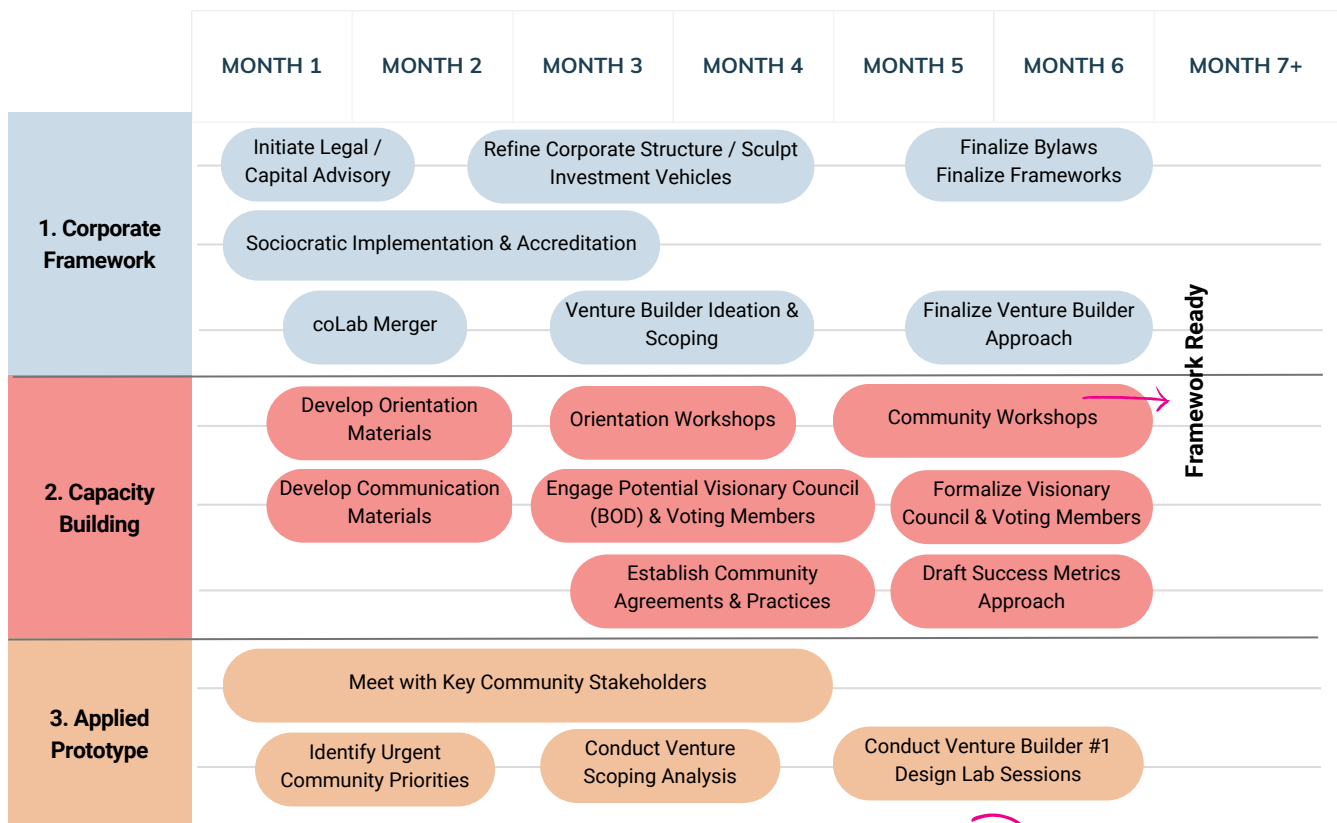 MONTH 1 MONTH 2 MONTH 3 MONTH 4 MONTH 5 MONTH 6 MONTH 7+
1. Corporate
Framework
Initiate Legal /
Capital Advisory
Refine Corporate Structure / Sculpt
Investment Vehicles
Finalize Bylaws
Finalize Frameworks
Sociocratic Implementation & Accreditation
coLab Merger
Venture Builder Ideation &
Scoping
Finalize Venture Builder
Approach
Framework Ready
2. Capacity
Building
Develop Orientation
Materials
Orientation Workshops
Community Workshops
Develop Communication
Materials
Engage Potential Visionary Council
(BOD) & Voting Members
Formalize Visionary
Council & Voting Members
Establish Community
Agreements & Practices
Draft Success Metrics
Approach
3. Applied
Prototype
Meet with Key Community Stakeholders
Identify Urgent
Community Priorities
Conduct Venture
Scoping Analysis
Conduct Venture Builder #1
Design Lab Sessions